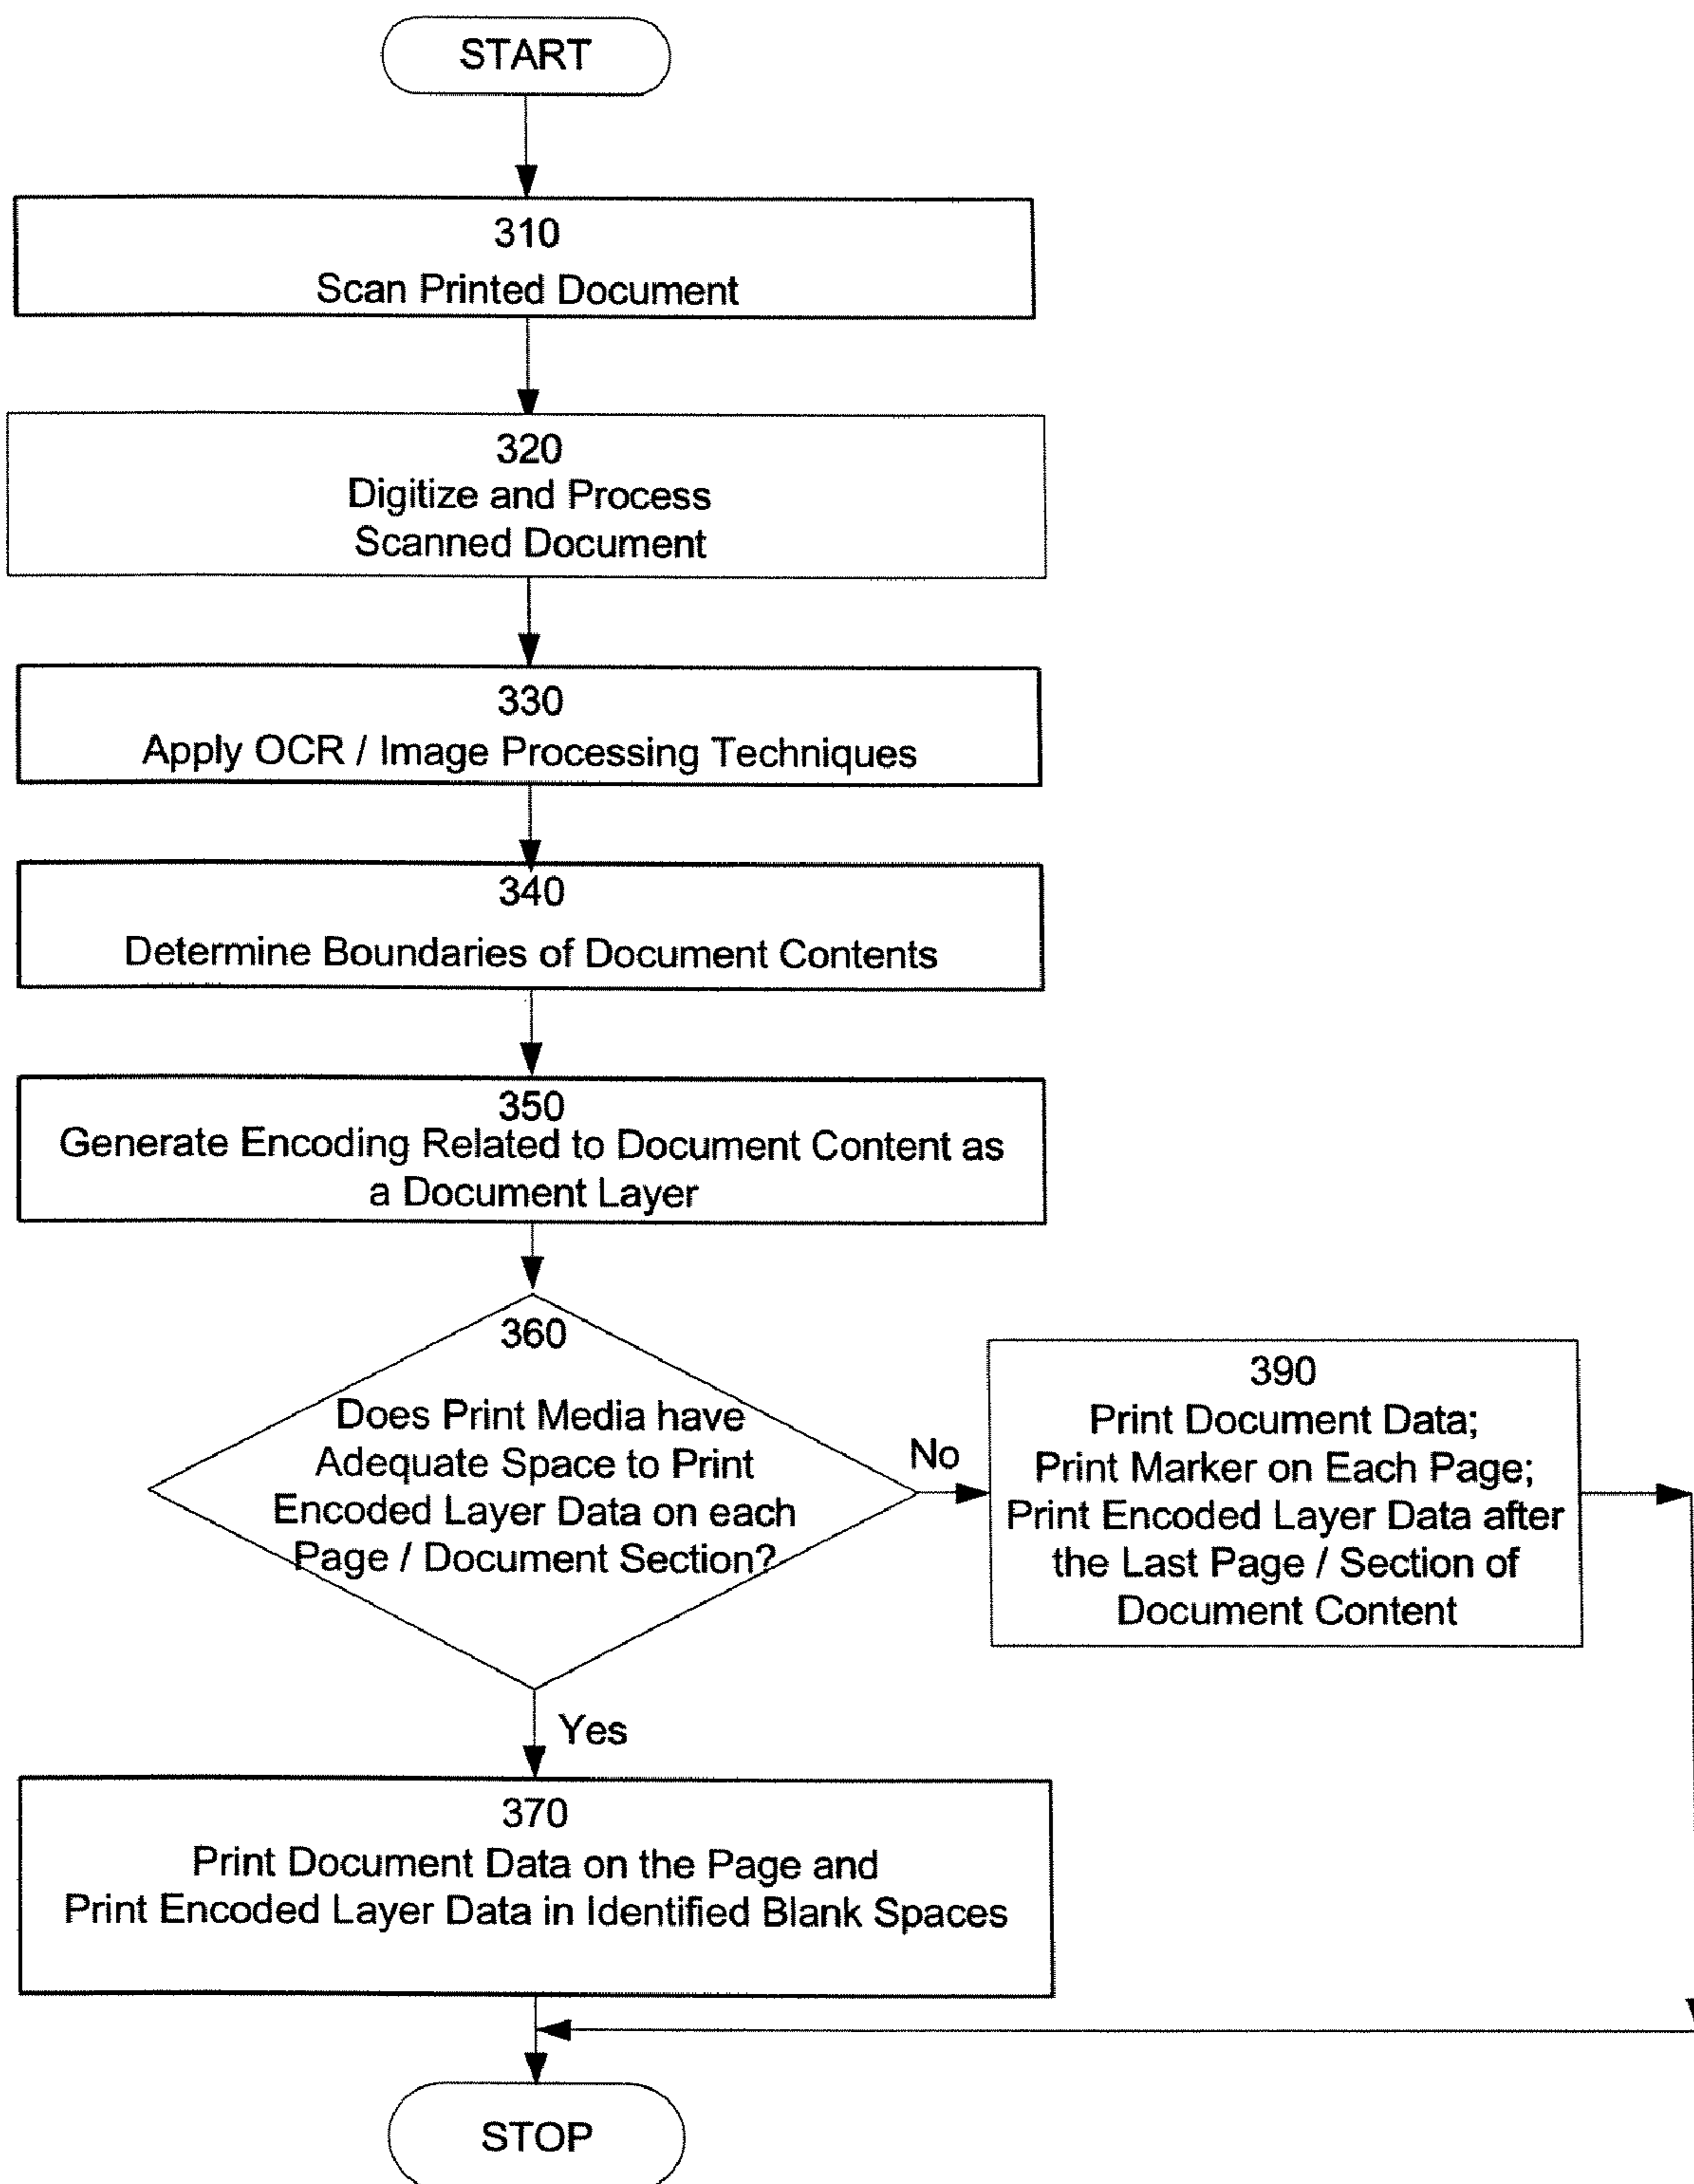 START
310
Scan Printed Document
320
Digitize and Process
Scanned Document
330
Apply OCR / Image Processing Techniques
340
Determine Boundaries of Document Contents
350
Generate Encoding Related to Document Content as
a Document Layer
360
Does Print Media have
Adequate Space to Print
Encoded Layer Data on each
Page / Document Section?
No
390
Print Document Data;
Print Marker on Each Page;
Print Encoded Layer Data after
the Last Page / Section of
Document Content
Yes
370
Print Document Data on the Page and
Print Encoded Layer Data in Identified Blank Spaces
STOP